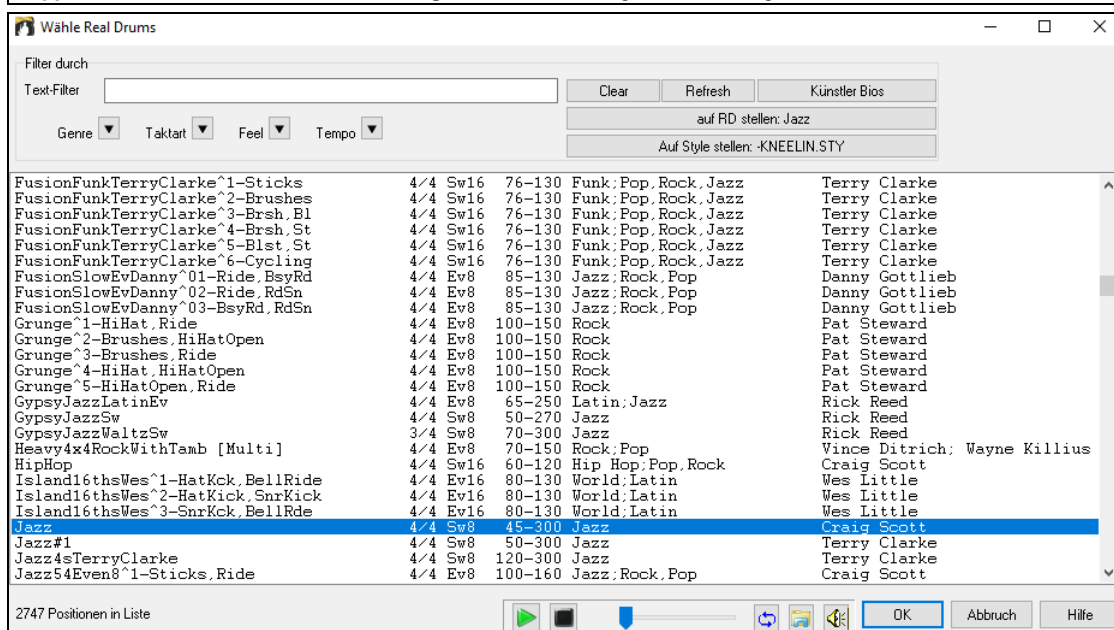 Wähle Real Drums
Filter durch
Text-Filter
Clear Refresh Künstler Bios
auf RD stellen: Jazz
Genre Taktart Feel Tempo
Auf Style stellen: -KNEELIN.STY
FusionFunkTerryClarke^1-Sticks 4/4 Sw16 76-130 Funk;Pop,Rock,Jazz Terry Clarke
FusionFunkTerryClarke^2-Brushes 4/4 Sw16 76-130 Funk;Pop,Rock,Jazz Terry Clarke
FusionFunkTerryClarke^3-Brsh,Bl 4/4 Sw16 76-130 Funk;Pop,Rock,Jazz Terry Clarke
FusionFunkTerryClarke^4-Brsh,St 4/4 Sw16 76-130 Funk;Pop,Rock,Jazz Terry Clarke
FusionFunkTerryClarke^5-Blst,St 4/4 Sw16 76-130 Funk;Pop,Rock,Jazz Terry Clarke
FusionFunkTerryClarke^6-Cycling 4/4 Sw16 76-130 Funk;Pop,Rock,Jazz Terry Clarke
FusionSlowEvDanny^01-Ride,BsyRd 4/4 Ev8 85-130 Jazz;Rock,Pop Danny Gottlieb
FusionSlowEvDanny^02-Ride,RdSn 4/4 Ev8 85-130 Jazz;Rock,Pop Danny Gottlieb
FusionSlowEvDanny^03-BsyRd,RdSn 4/4 Ev8 85-130 Jazz;Rock,Pop Danny Gottlieb
Grunge^1-HiHat,Ride 4/4 Ev8 100-150 Rock Pat Steward
Grunge^2-Brushes,HiHatOpen 4/4 Ev8 100-150 Rock Pat Steward
Grunge^3-Brushes,Ride 4/4 Ev8 100-150 Rock Pat Steward
Grunge^4-HiHat,HiHatOpen 4/4 Ev8 100-150 Rock Pat Steward
Grunge^5-HiHatOpen,Ride 4/4 Ev8 100-150 Rock Pat Steward
GypsyJazzLatinEv 4/4 Ev8 65-250 Latin;Jazz Rick Reed
GypsyJazzSw 4/4 Sw8 50-270 Jazz Rick Reed
GypsyJazzWaltzSw 3/4 Sw8 70-300 Jazz Rick Reed
Heavy4x4RockWithTamb [Multi] 4/4 Ev8 70-150 Rock;Pop Vince Ditrich; Wayne Killius
HipHop 4/4 Sw16 60-120 Hip Hop;Pop,Rock Craig Scott
Island16thsWes^1-HatKck,BellRide 4/4 Ev16 80-130 World;Latin Wes Little
Island16thsWes^2-HatKick,SnrKick 4/4 Ev16 80-130 World;Latin Wes Little
Island16thsWes^3-SnrKck,BellRde 4/4 Ev16 80-130 World;Latin Wes Little
Jazz 4/4 Sw8 45-300 Jazz Craig Scott
Jazz#1 4/4 Sw8 50-300 Jazz Terry Clarke
Jazz4sTerryClarke 4/4 Sw8 120-300 Jazz Terry Clarke
Jazz54Even8^1-Sticks,Ride 4/4 Ev8 100-160 Jazz;Rock,Pop Craig Scott
2747 Positionen in Liste OK Abbruch Hilfe